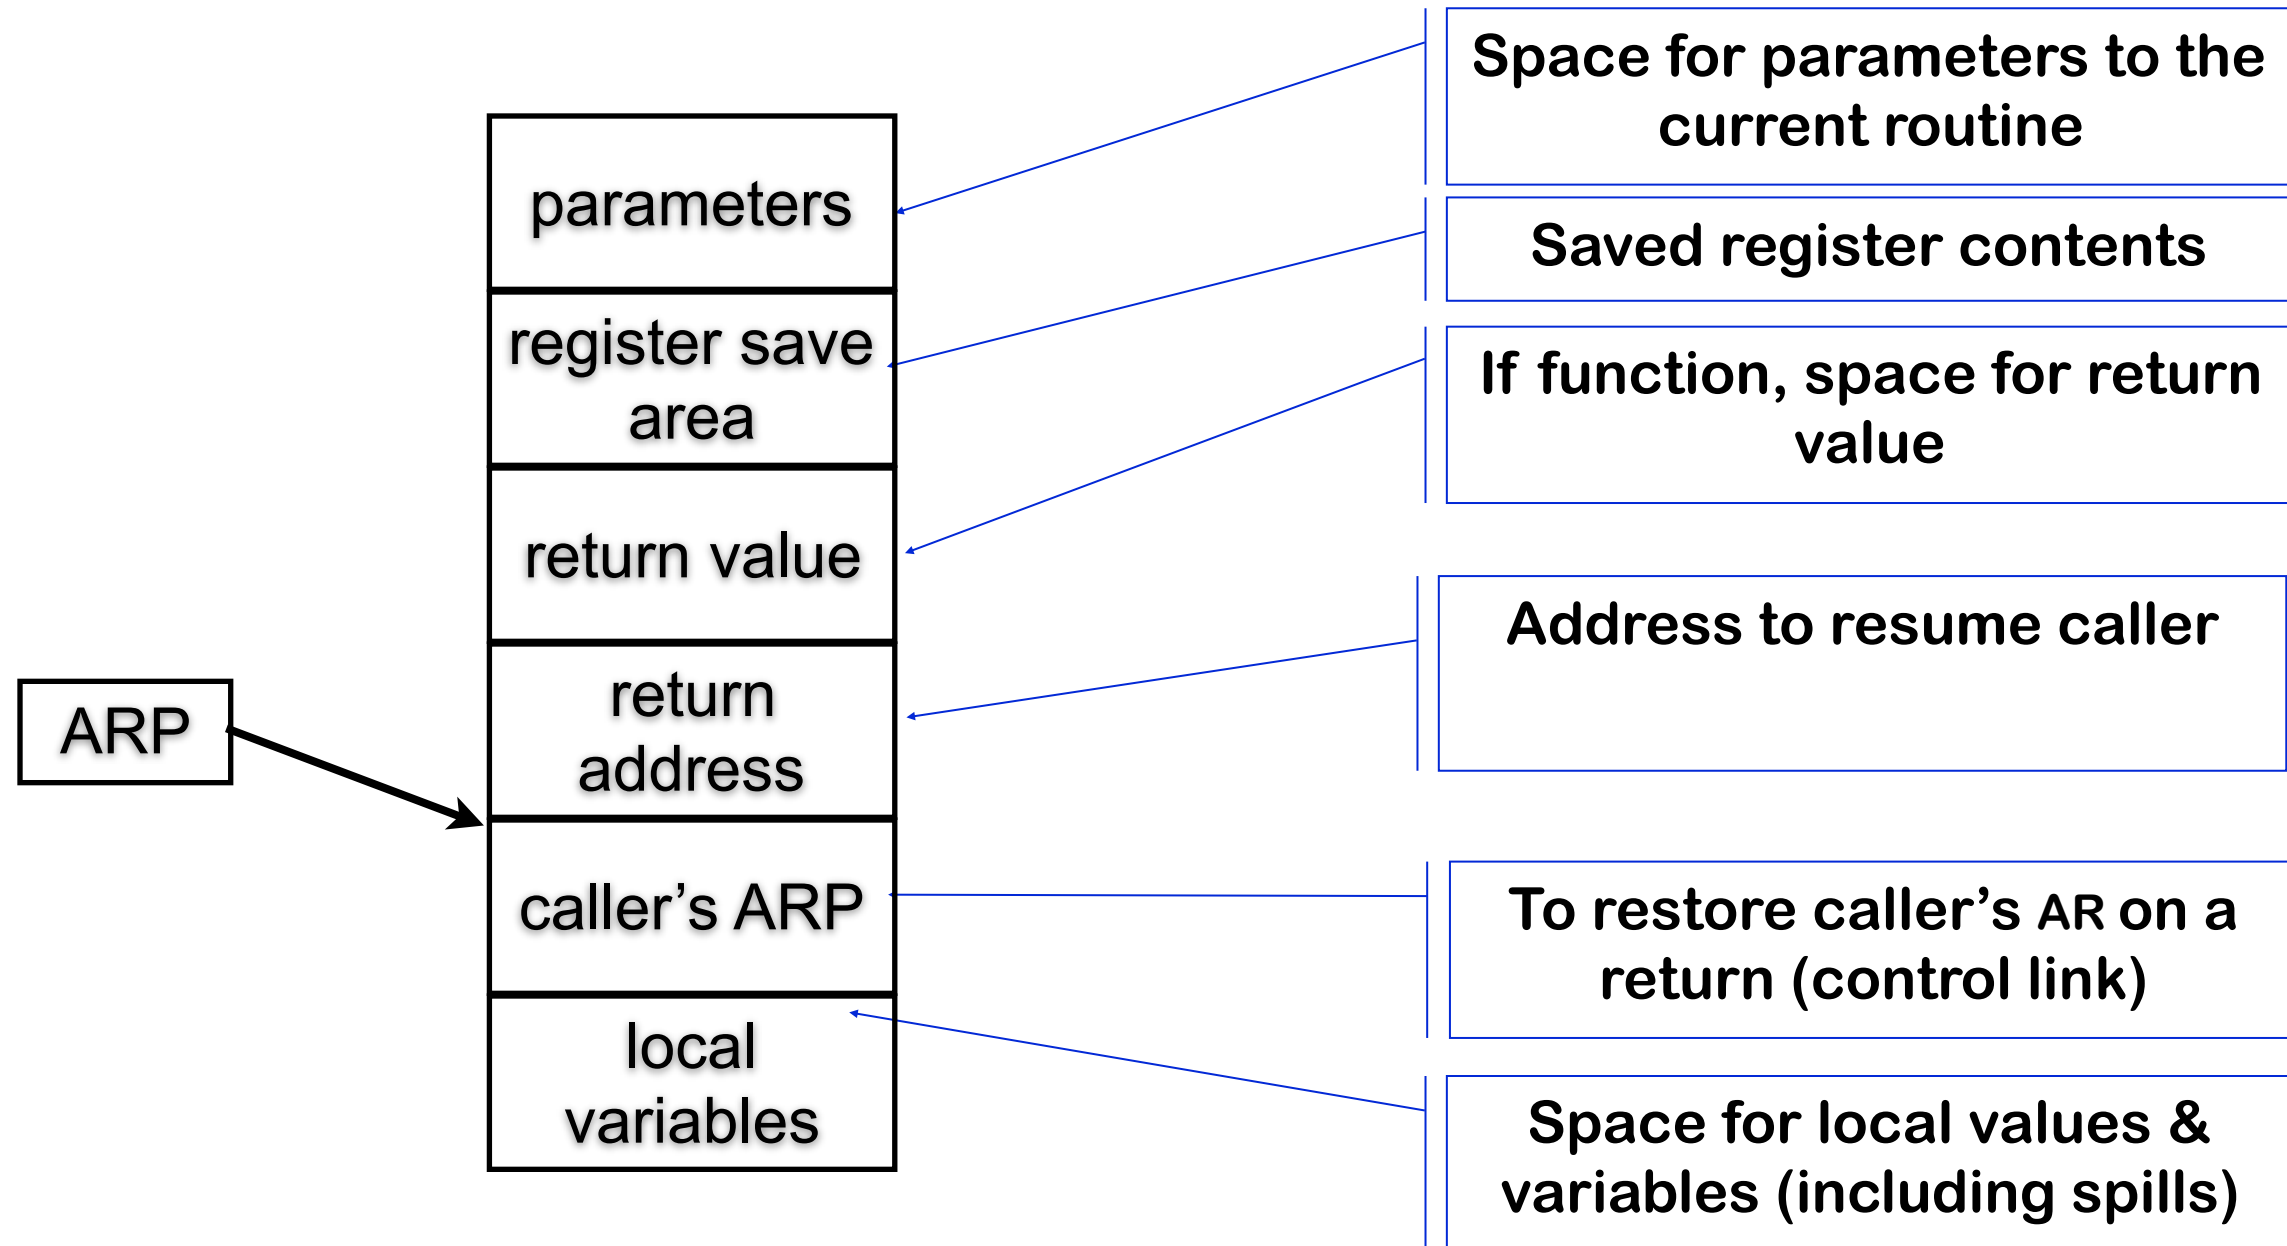 Space for parameters to the
current routine
parameters
Saved register contents
register save
area
If function, space for return
value
return value
Address to resume caller
return
address
ARP
caller’s ARP
To restore caller’s AR on a
return (control link)
local
variables
Space for local values &
variables (including spills)